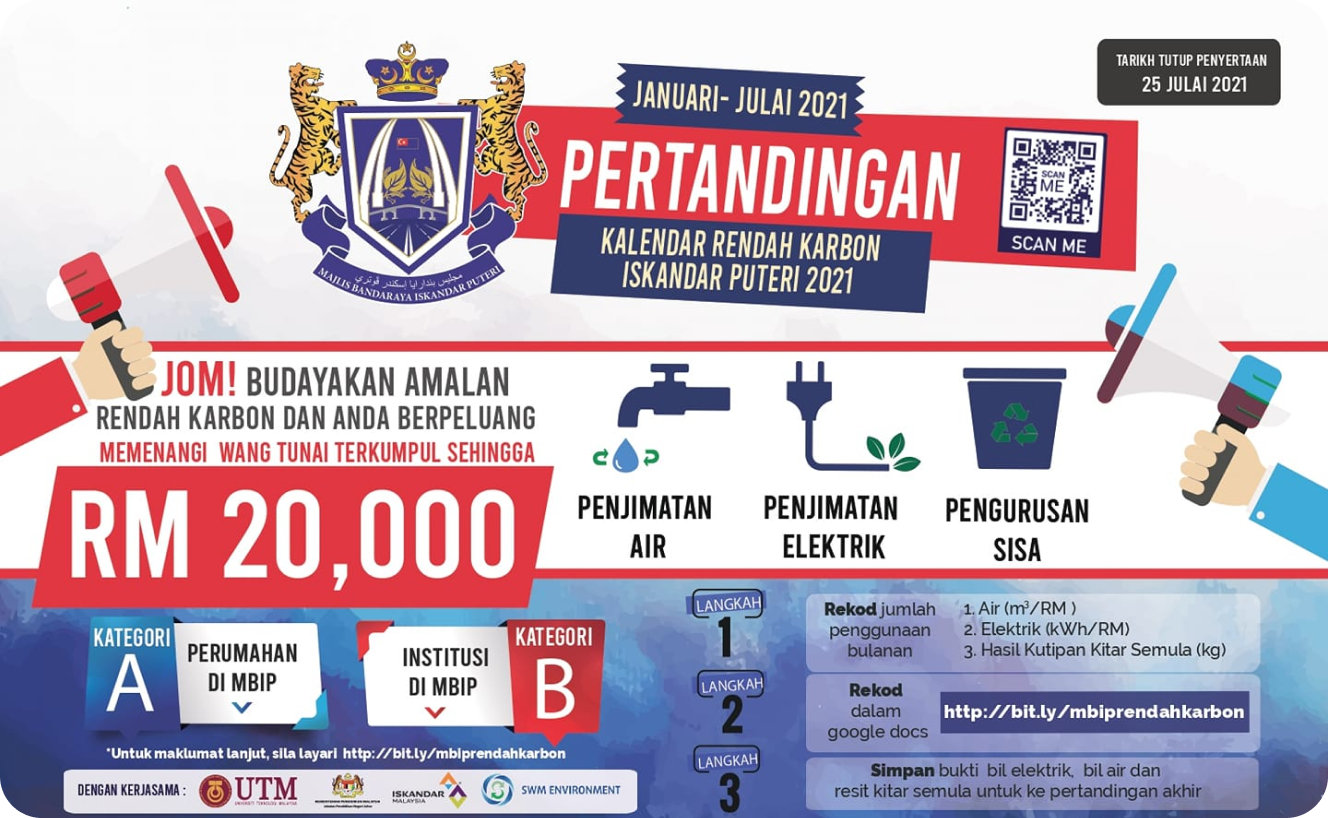 TARIKH TUTUP PENYERTAAN
25 JULAI 2021
JANUARI- JULAI 2021
PERTANDINGAN
KALENDAR RENDAH KARBON
ISKANDAR PUTERI 2021
SCAN
ME
SCAN ME
مجليس بندارايا إسكندر ڤوتري
MAJLIS BANDARAYA ISKANDAR PUTERI
JOM! BUDAYAKAN AMALAN
RENDAH KARBON DAN ANDA BERPELUANG
MEMENANGI WANG TUNAI TERKUMPUL SEHINGGA
RM 20,000
PENJIMATAN
AIR
PENJIMATAN
ELEKTRIK
PENGURUSAN
SISA
KATEGORI
A
PERUMAHAN
DI MBIP
INSTITUSI
DI MBIP
KATEGORI
B
*Untuk maklumat lanjut, sila layari http://bit.ly/mbiprendahkarbon
DENGAN KERJASAMA :
UTM
UNIVERSITI TEKNOLOGI MALAYSIA
ISKANDAR
MALAYSIA
SWM ENVIRONMENT
LANGKAH
1
Rekod jumlah
penggunaan
bulanan
1. Air (m³/RM )
2. Elektrik (kWh/RM)
3. Hasil Kutipan Kitar Semula (kg)
LANGKAH
2
Rekod
dalam
google docs
http://bit.ly/mbiprendahkarbon
LANGKAH
3
Simpan bukti bil elektrik, bil air dan
resit kitar semula untuk ke pertandingan akhir